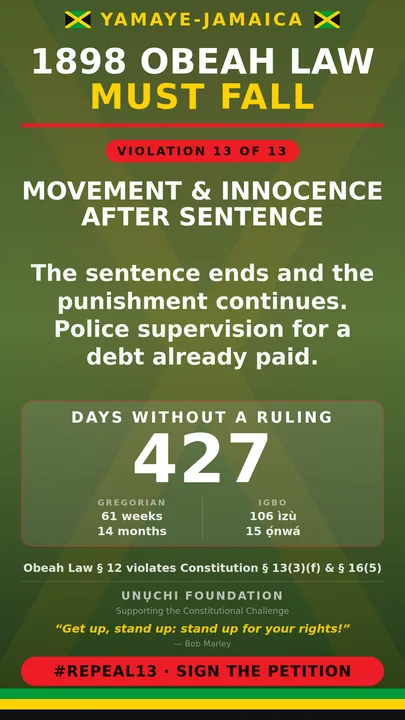 YAMAYE-JAMAICA
1898 OBEAH LAW
MUST FALL
VIOLATION 13 OF 13
MOVEMENT & INNOCENCE
AFTER SENTENCE
The sentence ends and the
punishment continues.
Police supervision for a
debt already paid.
DAYS WITHOUT A RULING
427
GREGORIAN
61 weeks
14 months
IGBO
106 ìzù
15 ọ́nwá
Obeah Law § 12 violates Constitution § 13(3)(f) & § 16(5)
UNỤCHI FOUNDATION
Supporting the Constitutional Challenge
“Get up, stand up: stand up for your rights!”
— Bob Marley
#REPEAL13 · SIGN THE PETITION